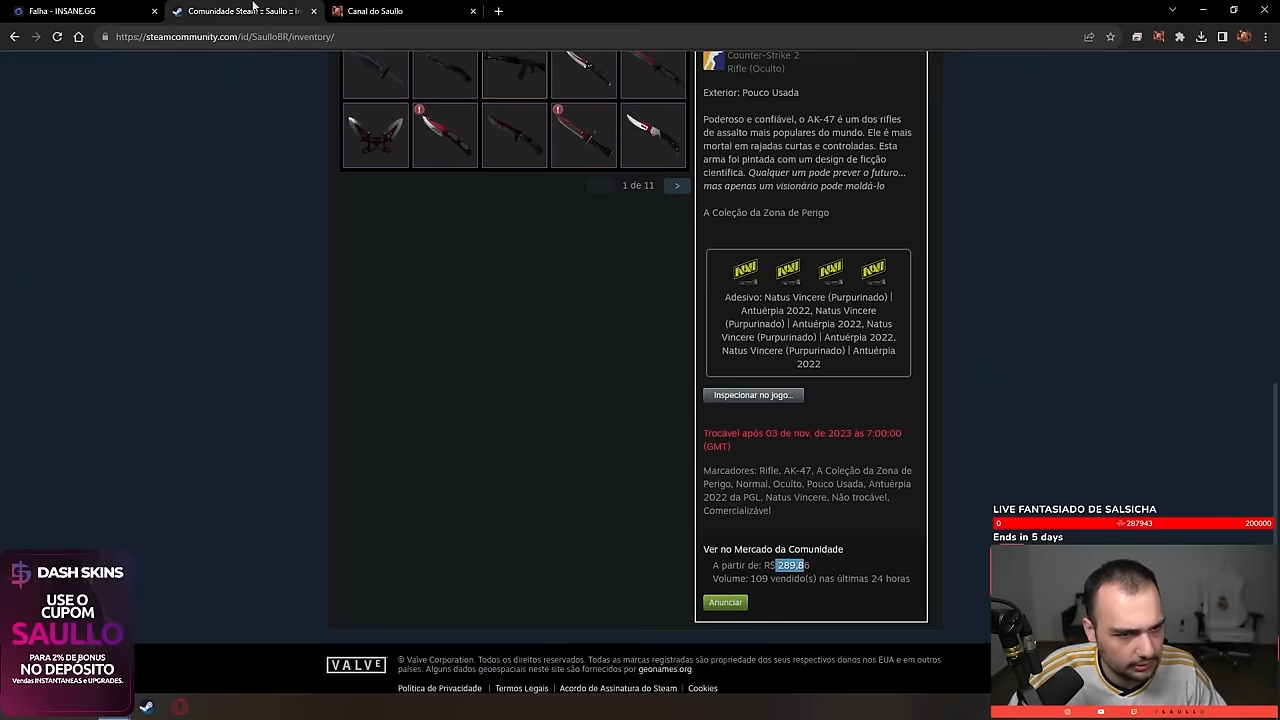 Falha - INSANE.GG
Comunidade Steam :: Saullo :: In
Canal do Saullo
https://steamcommunity.com/id/SaulloBR/inventory/
Counter-Strike 2
Rifle (Oculto)
Exterior: Pouco Usada
Poderoso e confiável, o AK-47 é um dos rifles
de assalto mais populares do mundo. Ele é mais
mortal em rajadas curtas e controladas. Esta
arma foi pintada com um design de ficção
científica. Qualquer um pode prever o futuro...
mas apenas um visionário pode moldá-lo
1 de 11 >
A Coleção da Zona de Perigo
NAVI NAVI NAVI NAVI
Adesivo: Natus Vincere (Purpurinado) |
Antuérpia 2022, Natus Vincere
(Purpurinado) | Antuérpia 2022, Natus
Vincere (Purpurinado) | Antuérpia 2022,
Natus Vincere (Purpurinado) | Antuérpia
2022
Inspecionar no jogo...
Trocável após 03 de nov. de 2023 às 7:00:00
(GMT)
Marcadores: Rifle, AK-47, A Coleção da Zona de
Perigo, Normal, Oculto, Pouco Usada, Antuérpia
2022 da PGL, Natus Vincere, Não trocável,
Comercializável
Ver no Mercado da Comunidade
A partir de: R$ 289,86
Volume: 109 vendido(s) nas últimas 24 horas
Anunciar
LIVE FANTASIADO DE SALSICHA
0 287943 200000
Ends in 5 days
DASH SKINS
USE O
CUPOM
SAULLO
PARA 2% DE BONUS
NO DEPÓSITO
Vendas INSTANTANEAS e UPGRADES.
VALVE
© Valve Corporation. Todos os direitos reservados. Todas as marcas registradas são propriedade dos seus respectivos donos nos EUA e em outros
países. Alguns dados geoespaciais neste site são fornecidos por geonames.org.
Política de Privacidade | Termos Legais | Acordo de Assinatura do Steam | Cookies